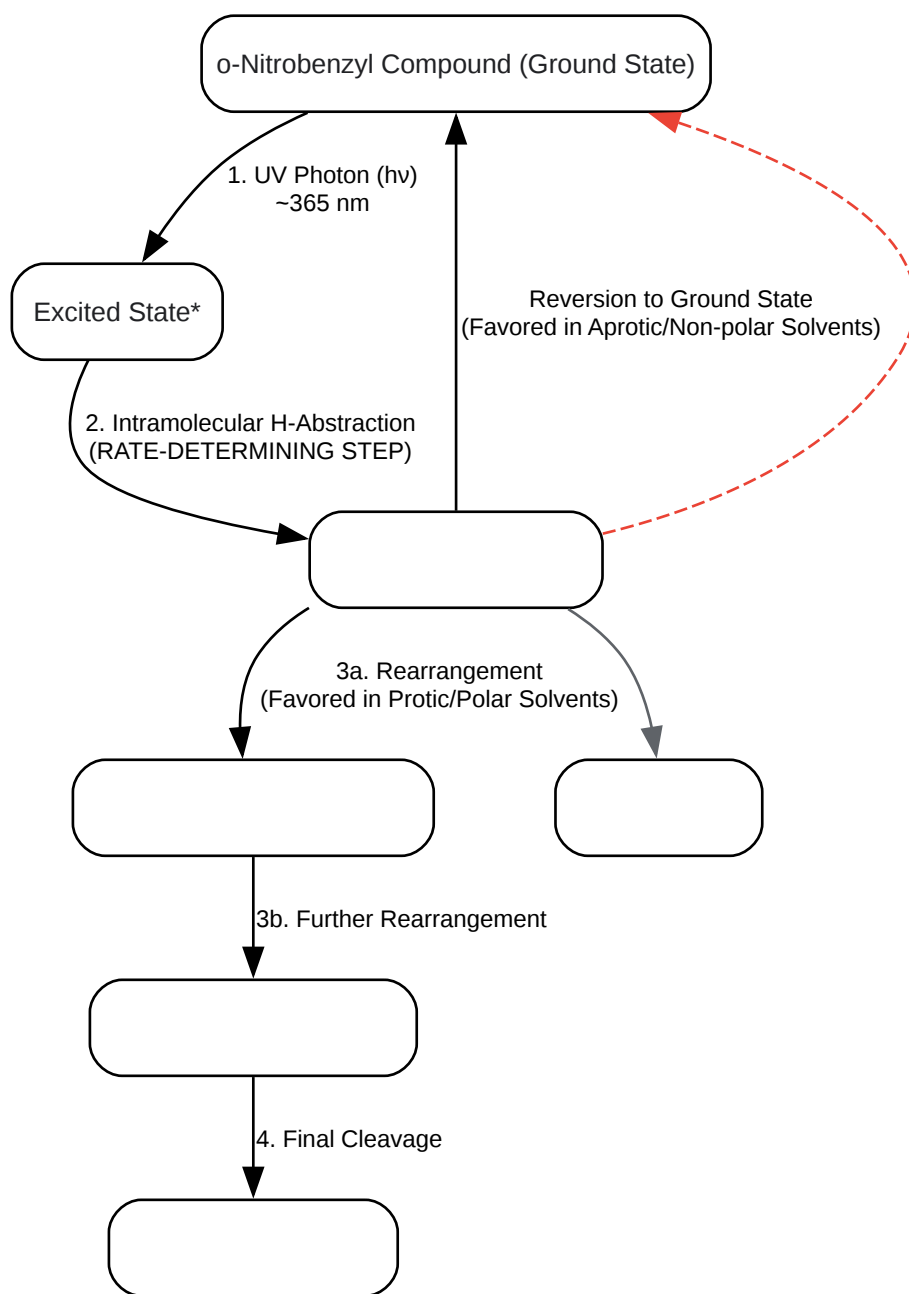 o-Nitrobenzyl Compound (Ground State)
1. UV Photon (hν)
~365 nm
Excited State*
Reversion to Ground State
(Favored in Aprotic/Non-polar Solvents)
2. Intramolecular H-Abstraction
(RATE-DETERMINING STEP)
3a. Rearrangement
(Favored in Protic/Polar Solvents)
3b. Further Rearrangement
4. Final Cleavage